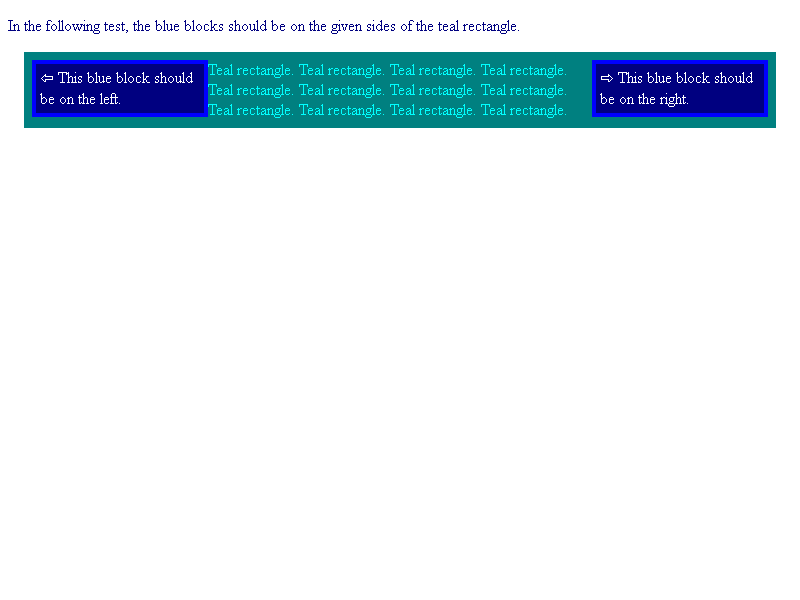 In the following test, the blue blocks should be on the given sides of the teal rectangle.
⇦ This blue block should
be on the left.
Teal rectangle. Teal rectangle. Teal rectangle. Teal rectangle.
Teal rectangle. Teal rectangle. Teal rectangle. Teal rectangle.
Teal rectangle. Teal rectangle. Teal rectangle. Teal rectangle.
⇨ This blue block should
be on the right.